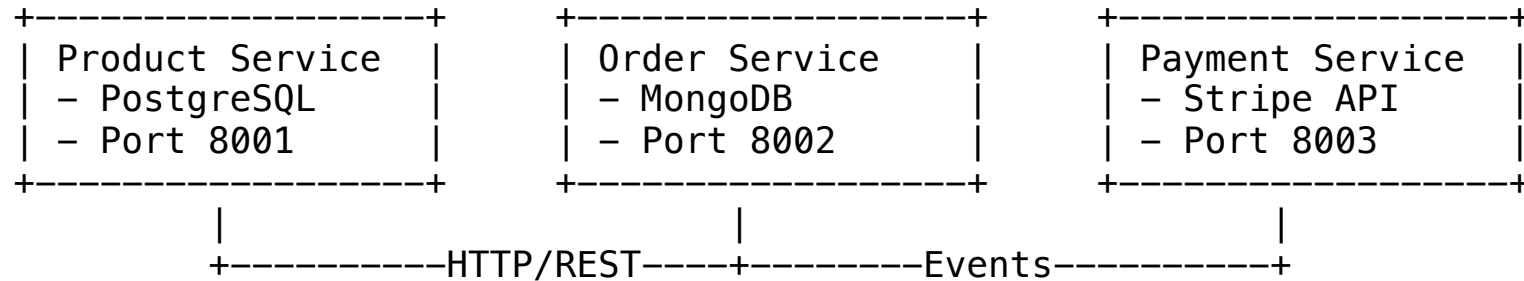 Product Service
- PostgreSQL
- Port 8001
Order Service
- MongoDB
- Port 8002
Payment Service
- Stripe API
- Port 8003
HTTP/REST
Events